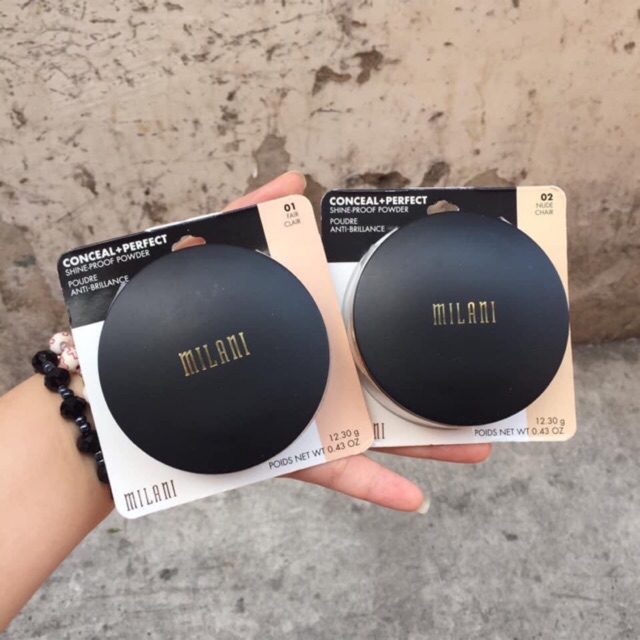 01
FAIR
CLAIR
CONCEAL+PERFECT
SHINE-PROOF POWDER
POUDRE
ANTI-BRILLANCE
MILANI
12.30 g
POIDS NET WT 0.43 OZ
MILANI
02
NUDE
CHAIR
CONCEAL+PERFECT
SHINE-PROOF POWDER
POUDRE
ANTI-BRILLANCE
MILANI
12.30 g
POIDS NET WT 0.43 OZ